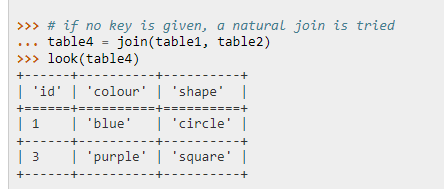 >>> # if no key is given, a natural join is tried
... table4 = join(table1, table2)
>>> look(table4)
+------+----------+----------+
| 'id' | 'colour' | 'shape'  |
+======+==========+==========+
| 1    | 'blue'   | 'circle' |
+------+----------+----------+
| 3    | 'purple' | 'square' |
+------+----------+----------+